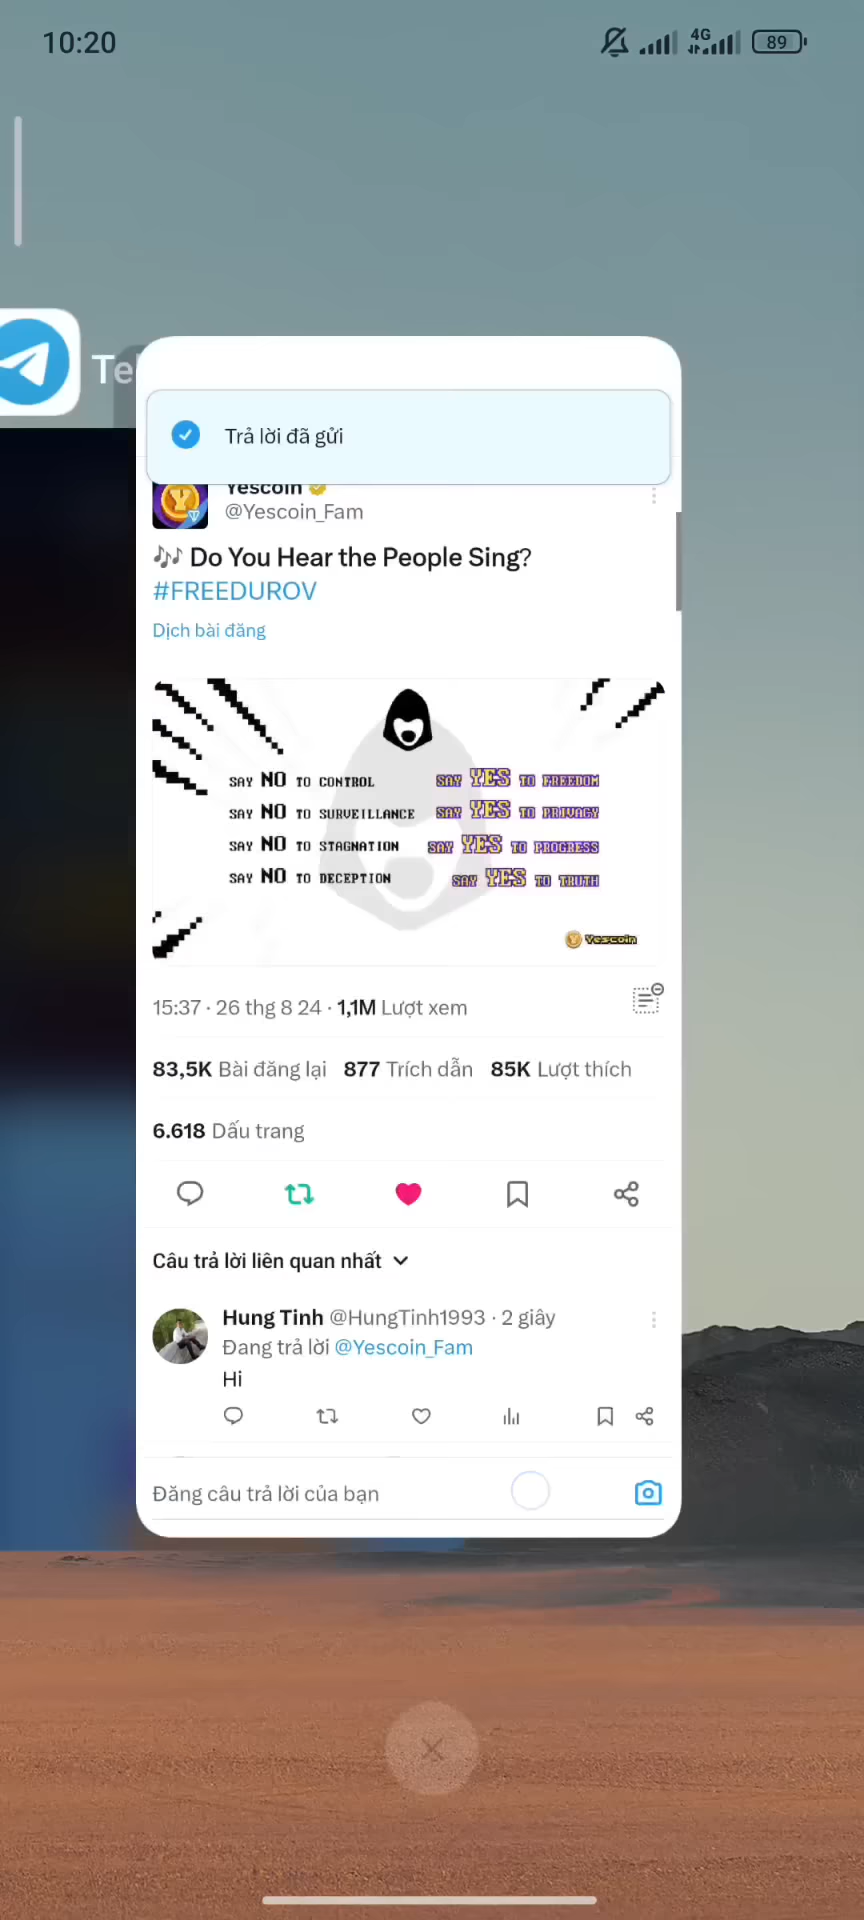 10:20
4G
89
Te
Trả lời đã gửi
Yescoin
@Yescoin_Fam
🎶 Do You Hear the People Sing?
#FREEDUROV
Dịch bài đăng
SAY NO TO CONTROL
SAY YES TO FREEDOM
SAY NO TO SURVEILLANCE
SAY YES TO PRIVACY
SAY NO TO STAGNATION
SAY YES TO PROGRESS
SAY NO TO DECEPTION
SAY YES TO TRUTH
Yescoin
15:37 · 26 thg 8 24 · 1,1M Lượt xem
83,5K Bài đăng lại 877 Trích dẫn 85K Lượt thích
6.618 Dấu trang
Câu trả lời liên quan nhất
Hung Tinh @HungTinh1993 · 2 giây
Đang trả lời @Yescoin_Fam
Hi
Đăng câu trả lời của bạn